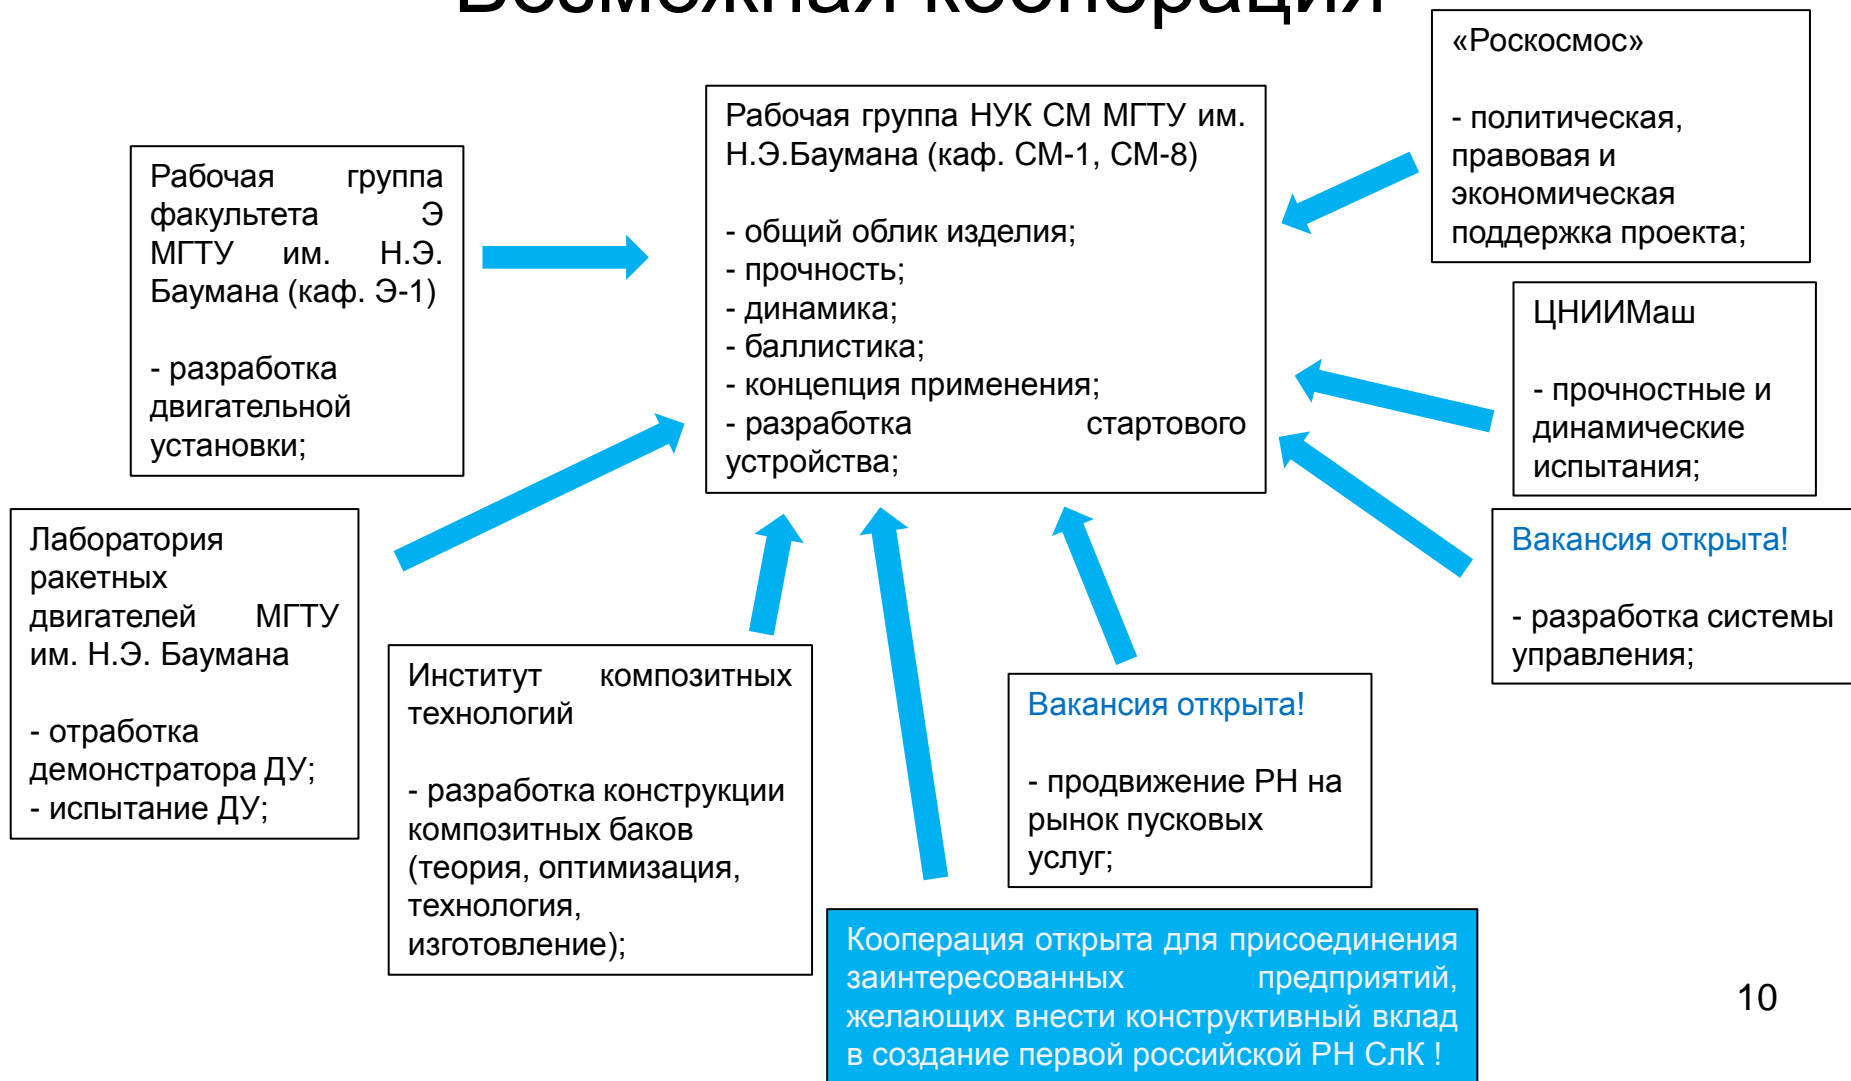 Возможная кооперация
«Роскосмос»
- политическая,
правовая и
экономическая
поддержка проекта;
Рабочая группа НУК СМ МГТУ им.
Н.Э.Баумана (каф. СМ-1, СМ-8)
- общий облик изделия;
- прочность;
- динамика;
- баллистика;
- концепция применения;
- разработка стартового
устройства;
Рабочая группа
факультета Э
МГТУ им. Н.Э.
Баумана (каф. Э-1)
- разработка
двигательной
установки;
ЦНИИМаш
- прочностные и
динамические
испытания;
Лаборатория
ракетных
двигателей МГТУ
им. Н.Э. Баумана
- отработка
демонстратора ДУ;
- испытание ДУ;
Вакансия открыта!
- разработка системы
управления;
Институт композитных
технологий
- разработка конструкции
композитных баков
(теория, оптимизация,
технология,
изготовление);
Вакансия открыта!
- продвижение РН на
рынок пусковых
услуг;
Кооперация открыта для присоединения
заинтересованных предприятий,
желающих внести конструктивный вклад
в создание первой российской РН СлК !
10